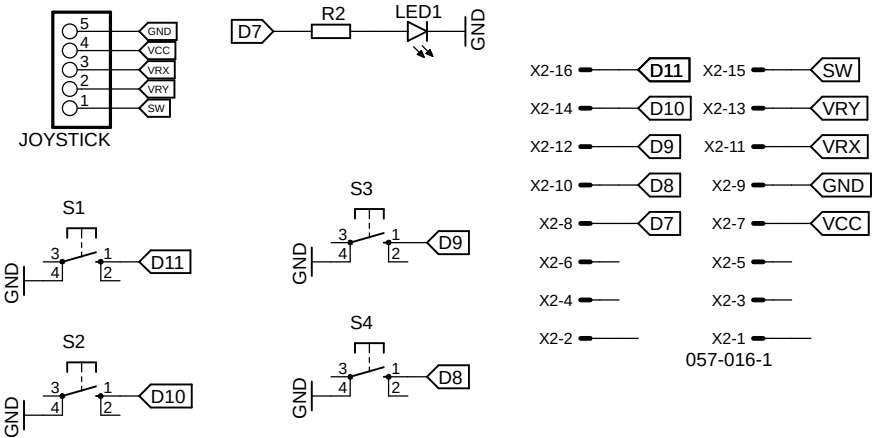 5 GND
4 VCC
3 VRX
2 VRY
1 SW
JOYSTICK
D7 R2 LED1 GND
X2-16 D11 X2-15 SW
X2-14 D10 X2-13 VRY
X2-12 D9 X2-11 VRX
X2-10 D8 X2-9 GND
X2-8 D7 X2-7 VCC
X2-6 X2-5
X2-4 X2-3
X2-2 X2-1
057-016-1
S1
3 1 D11
4 2
GND
S3
3 1 D9
4 2
GND
S2
3 1 D10
4 2
GND
S4
3 1 D8
4 2
GND